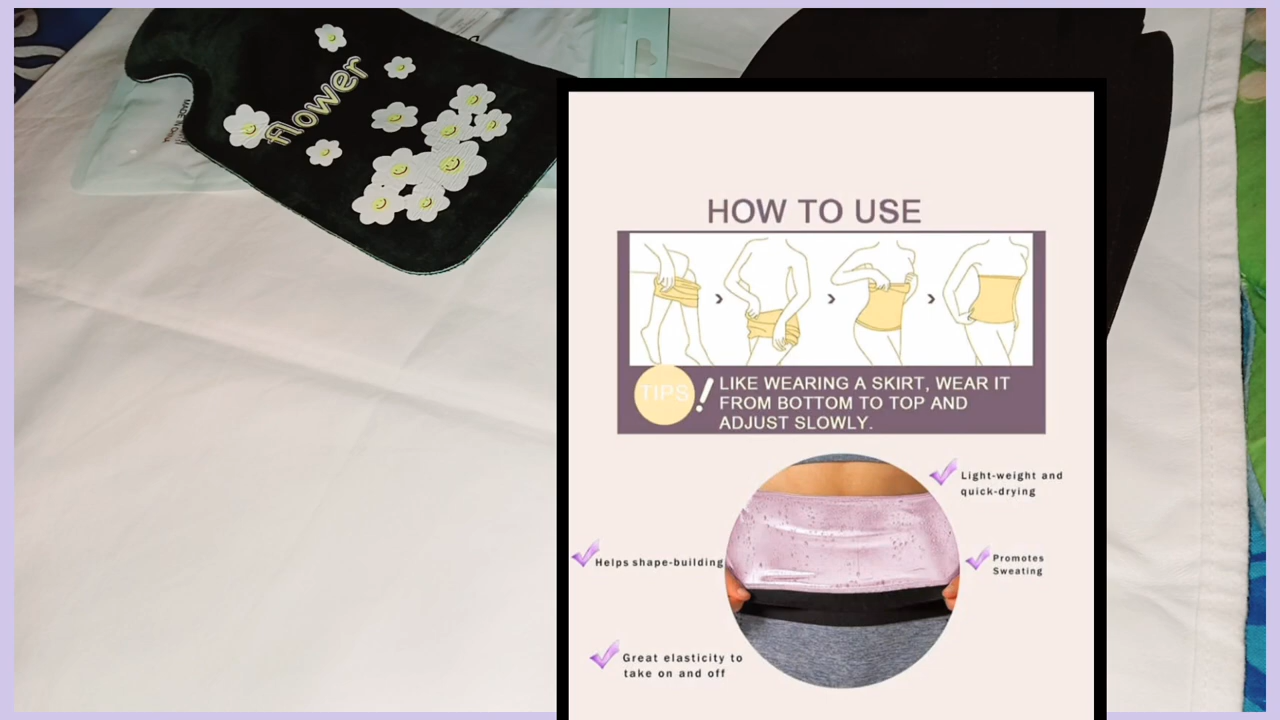 flower
HOW TO USE
TIPS
! LIKE WEARING A SKIRT, WEAR IT
FROM BOTTOM TO TOP AND
ADJUST SLOWLY.
Light-weight and
quick-drying
Helps shape-building
Promotes
Sweating
Great elasticity to
take on and off